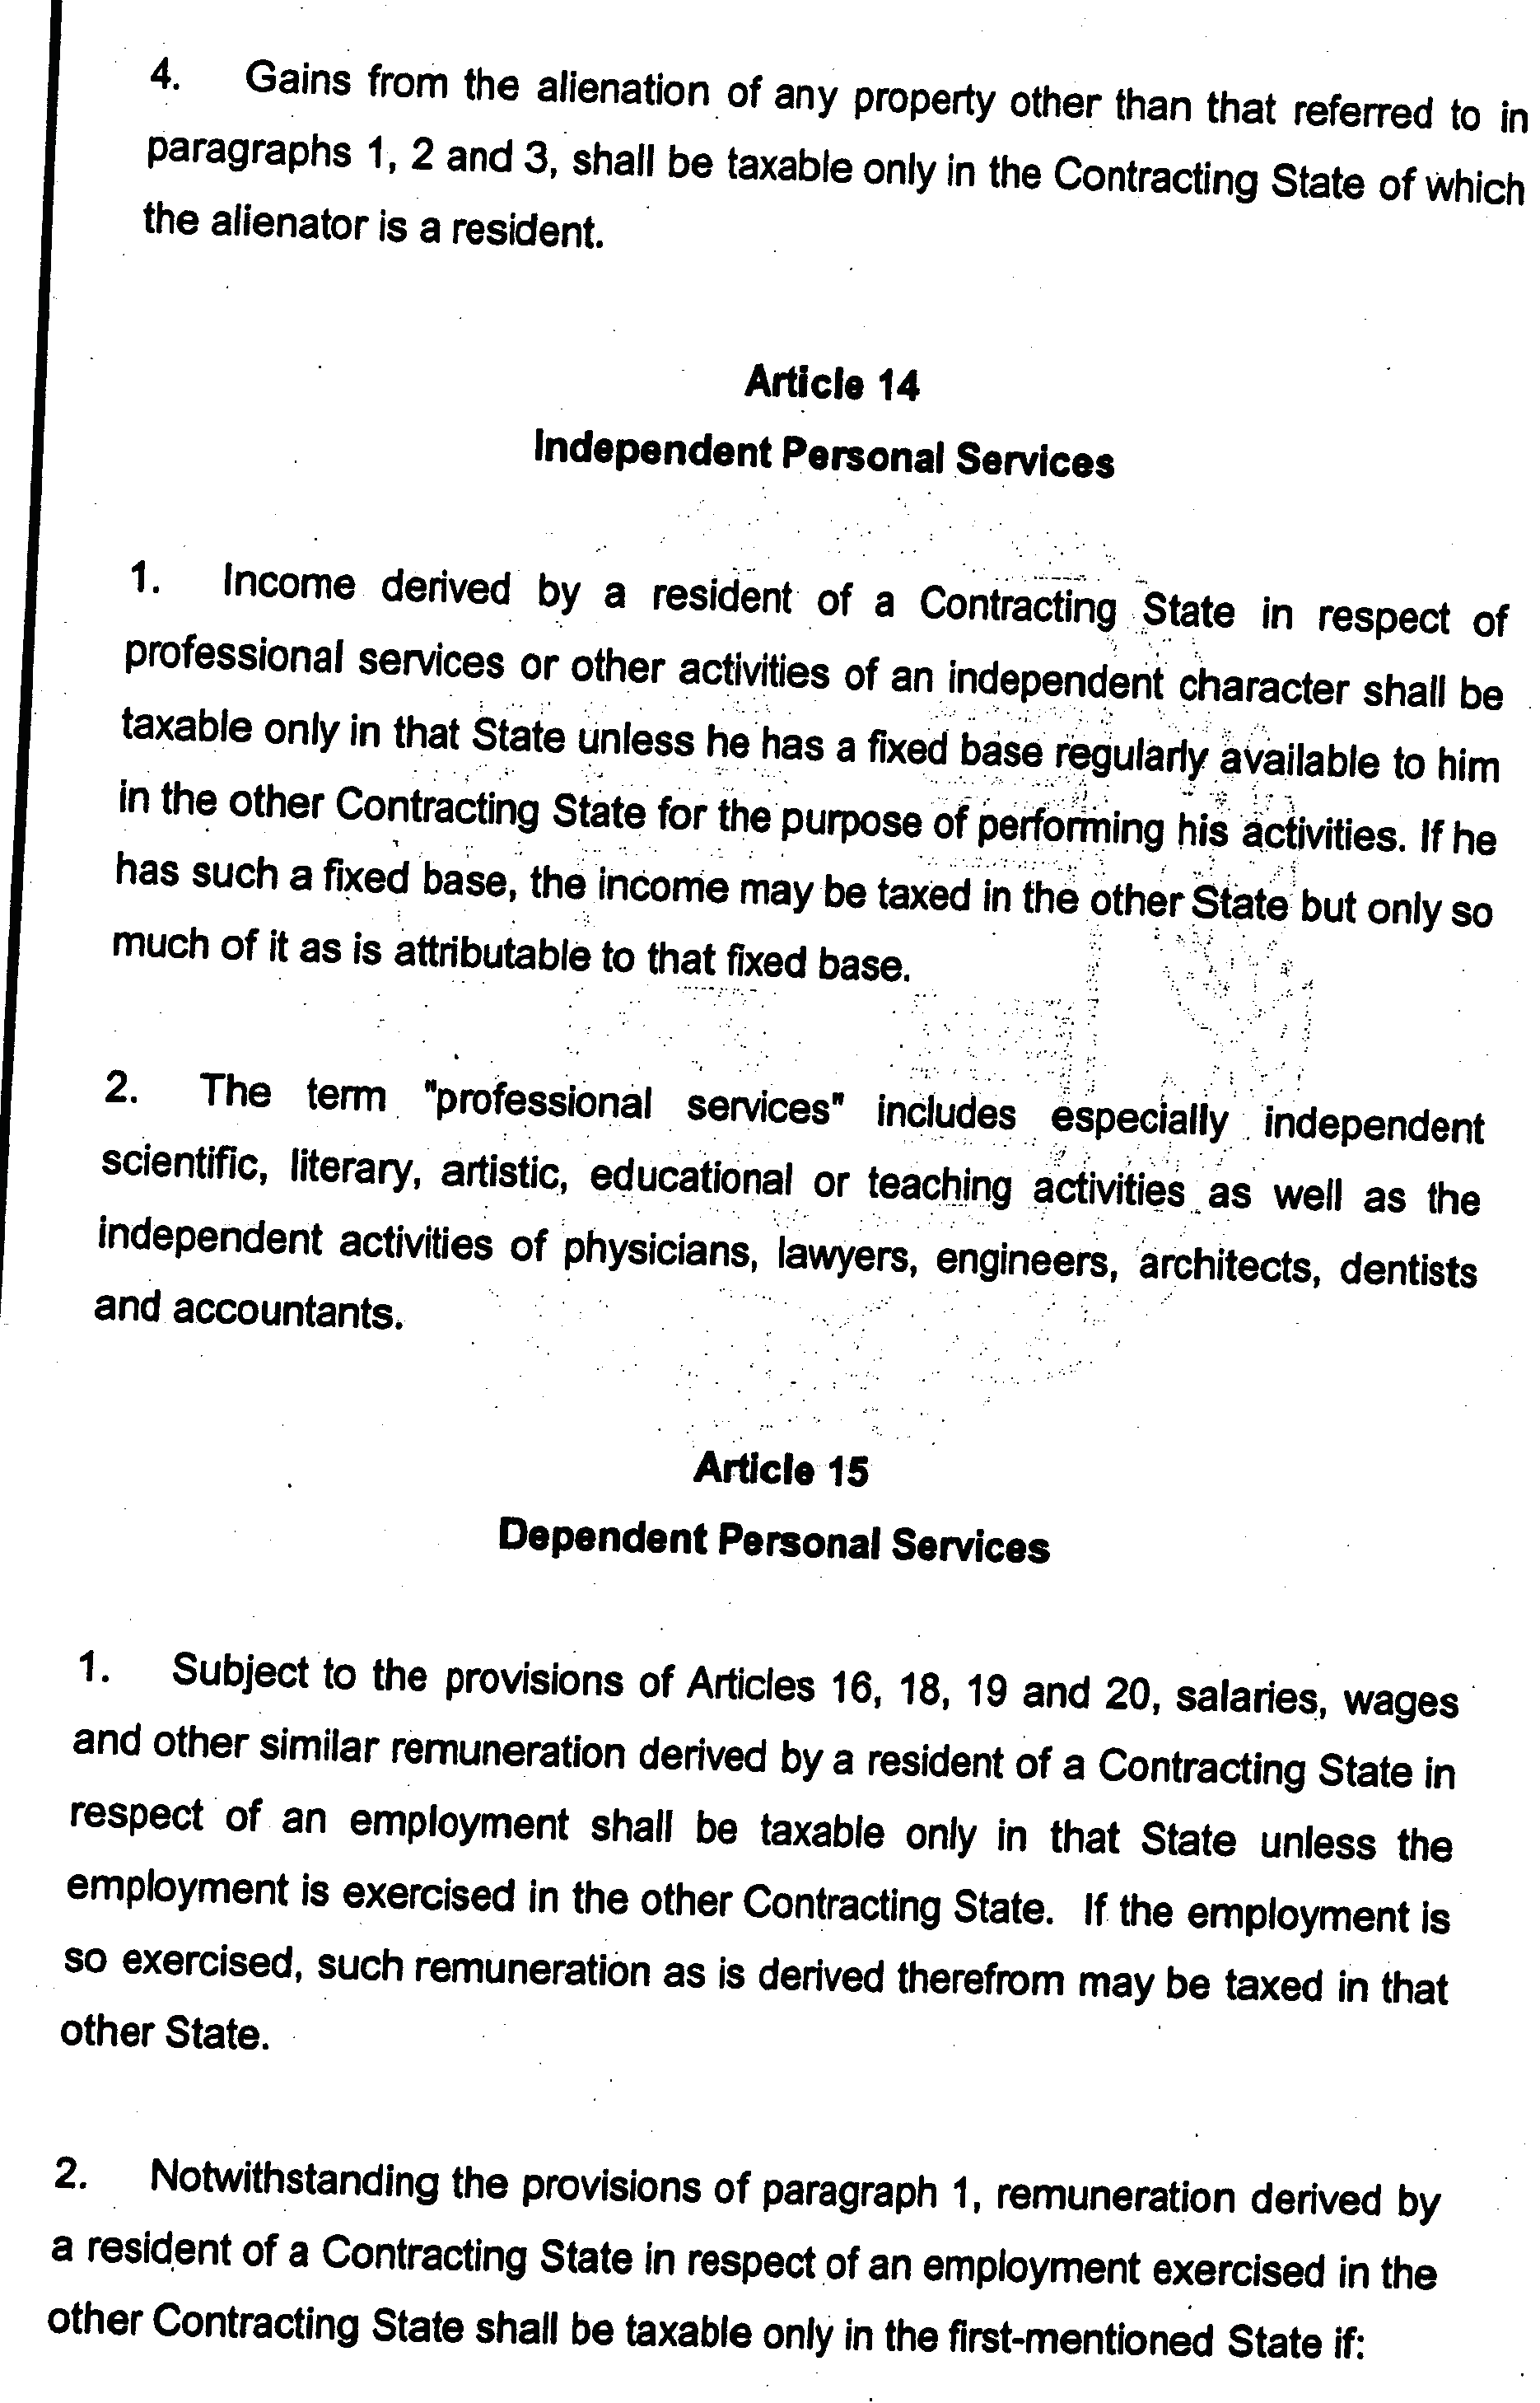 4. Gains from the alienation of any property other than that referred to in
paragraphs 1, 2 and 3, shall be taxable only in the Contracting State of which
the alienator is a resident.
Article 14
Independent Personal Services
1. Income derived by a resident of a Contracting State in respect of
professional services or other activities of an independent character shall be
taxable only in that State unless he has a fixed base regularly available to him
in the other Contracting State for the purpose of performing his activities. If he
has such a fixed base, the income may be taxed in the other State but only so
much of it as is attributable to that fixed base.
2. The term "professional services" includes especially independent
scientific, literary, artistic, educational or teaching activities as well as the
independent activities of physicians, lawyers, engineers, architects, dentists
and accountants.
Article 15
Dependent Personal Services
1. Subject to the provisions of Articles 16, 18, 19 and 20, salaries, wages
and other similar remuneration derived by a resident of a Contracting State in
respect of an employment shall be taxable only in that State unless the
employment is exercised in the other Contracting State. If the employment is
so exercised, such remuneration as is derived therefrom may be taxed in that
other State.
2. Notwithstanding the provisions of paragraph 1, remuneration derived by
a resident of a Contracting State in respect of an employment exercised in the
other Contracting State shall be taxable only in the first-mentioned State if: